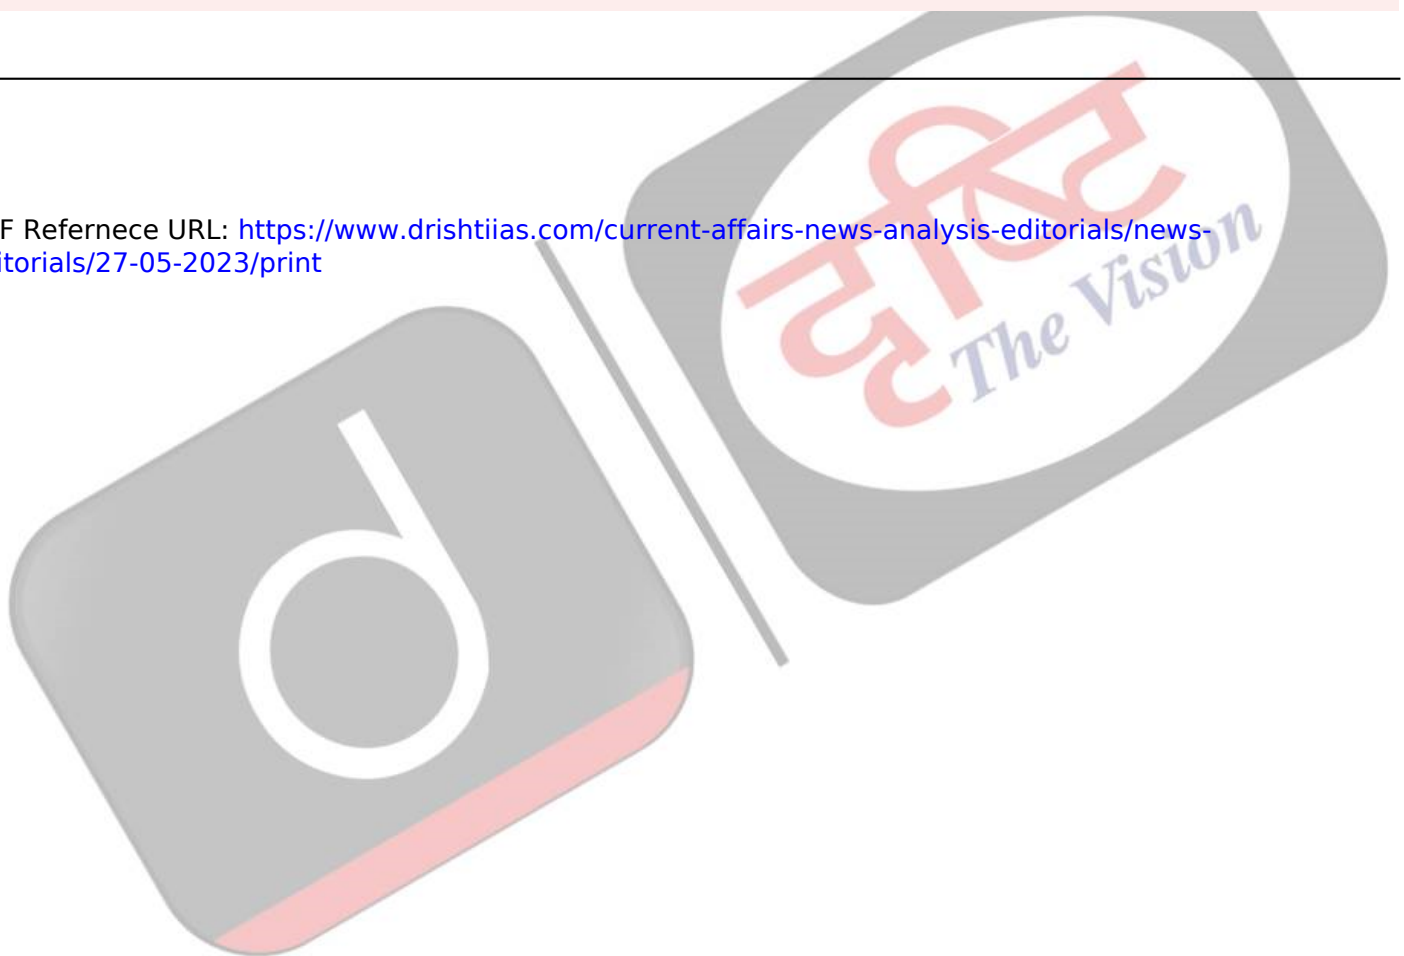 F Refernece URL: https://www.drishtiias.com/current-affairs-news-analysis-editorials/news-
itorials/27-05-2023/print
दृष्टि
The Vision
d